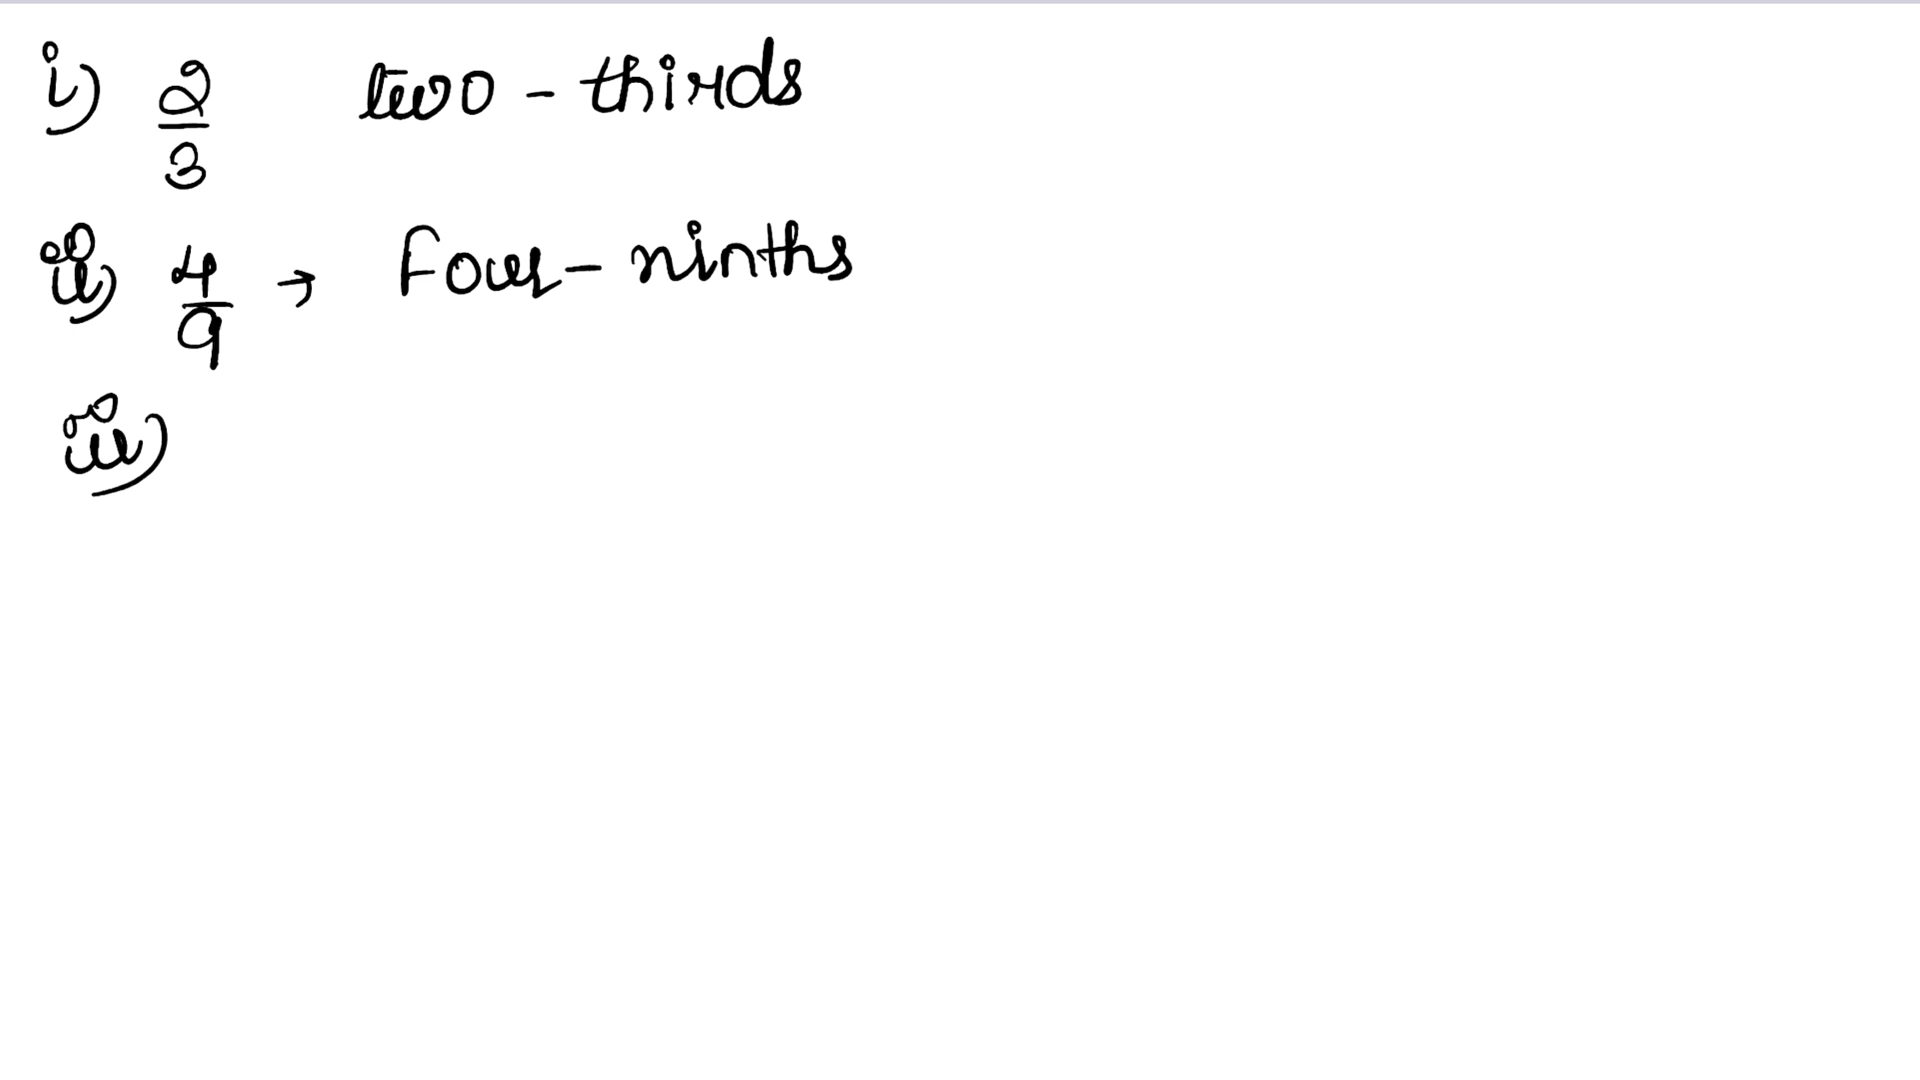 i) 2/3 two - thirds
ii) 4/9 → Four - ninths
iii)